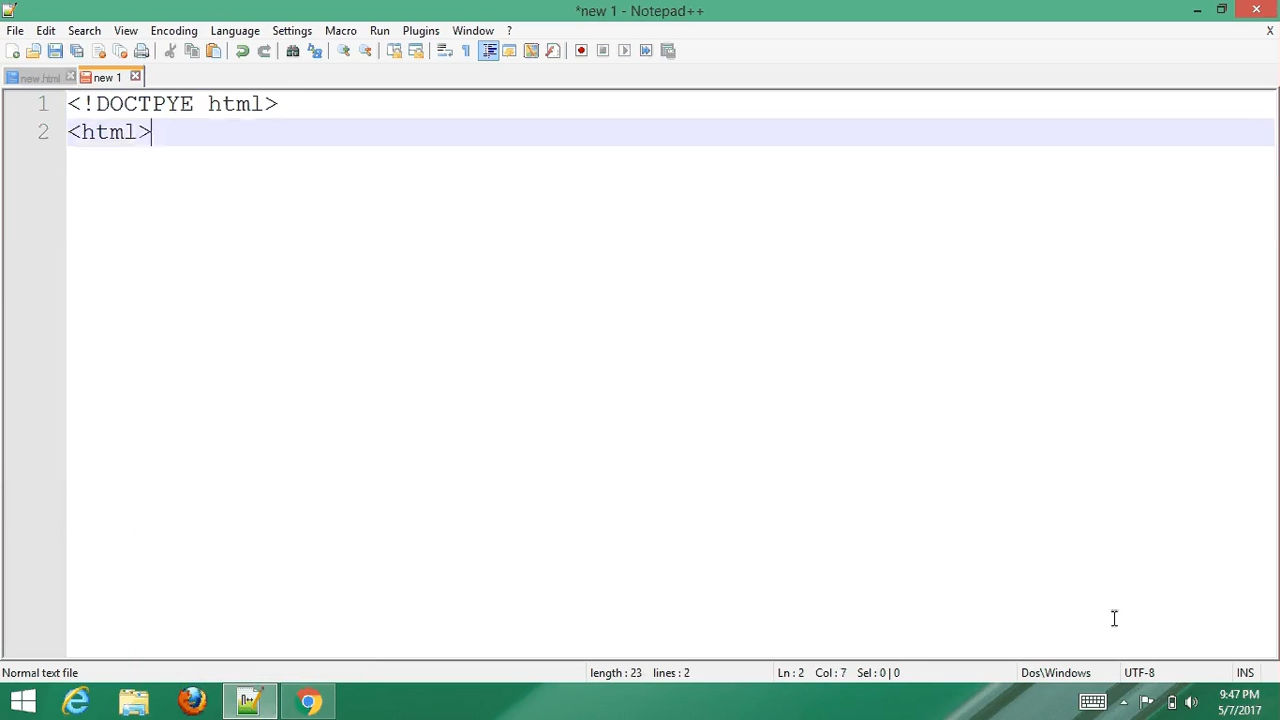 *new 1 - Notepad++
File Edit Search View Encoding Language Settings Macro Run Plugins Window ? X
new.html new 1
1 <!DOCTPYE html>
2 <html>
Normal text file length : 23 lines : 2 Ln : 2 Col : 7 Sel : 0 | 0 Dos\Windows UTF-8 INS
9:47 PM
5/7/2017